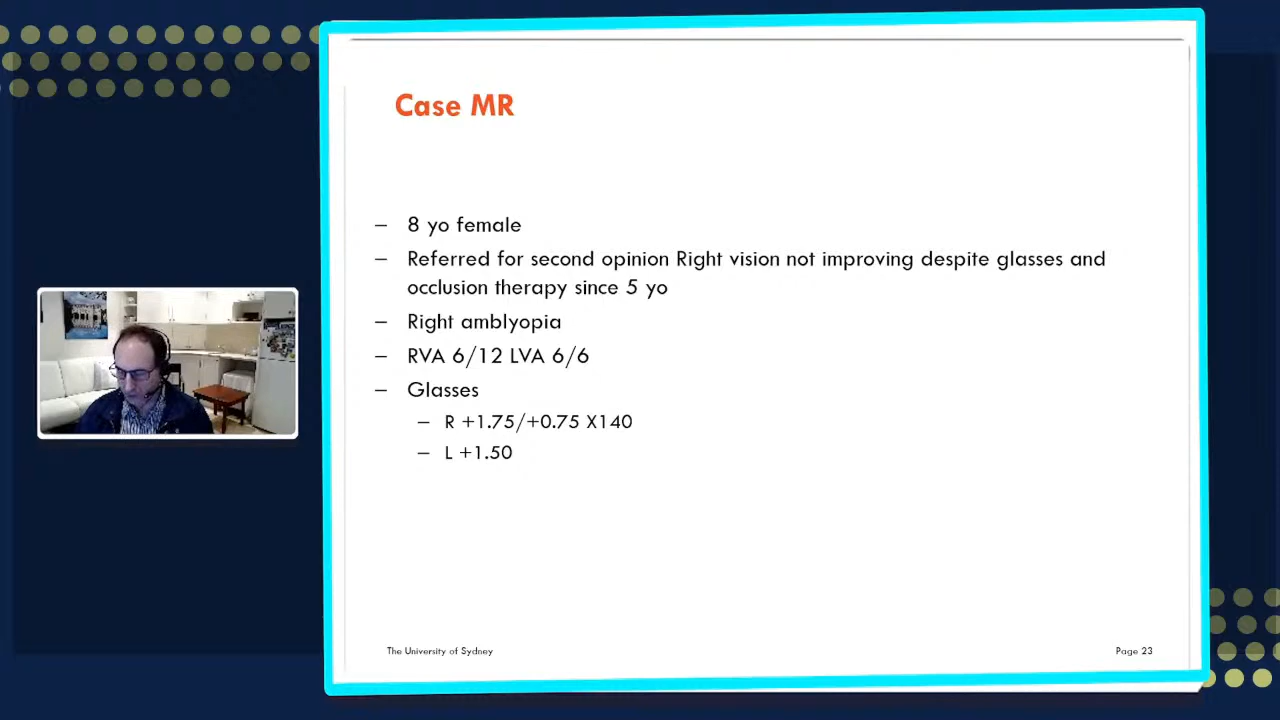 Case MR
– 8 yo female
– Referred for second opinion Right vision not improving despite glasses and
occlusion therapy since 5 yo
– Right amblyopia
– RVA 6/12 LVA 6/6
– Glasses
– R +1.75/+0.75 X140
– L +1.50
The University of Sydney
Page 23